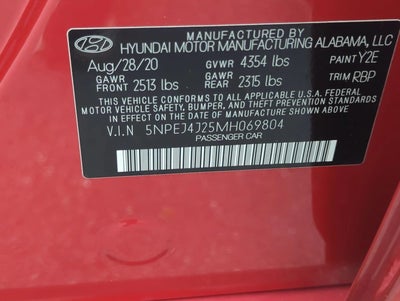 MANUFACTURED BY
HYUNDAI MOTOR MANUFACTURING ALABAMA, LLC
Aug/28/20 GVWR 4354 lbs PAINT Y2E
GAWR FRONT 2513 lbs GAWR REAR 2315 lbs TRIM RBP
THIS VEHICLE CONFORMS TO ALL APPLICABLE U.S. FEDERAL
MOTOR VEHICLE SAFETY, BUMPER, AND THEFT PREVENTION
STANDARDS IN EFFECT ON THE DATE OF MANUFACTURE SHOWN ABOVE.
V.I.N 5NPEJ4J25MH069804
PASSENGER CAR